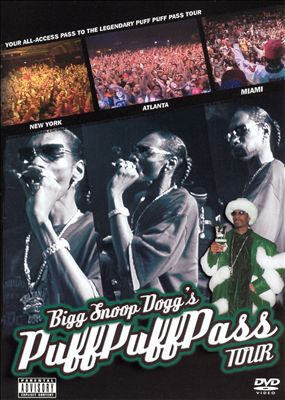 YOUR ALL-ACCESS PASS TO THE LEGENDARY PUFF PUFF PASS TOUR
NEW YORK
ATLANTA
MIAMI
Bigg Snoop Dogg's
PuffPuffPass
TOUR
PARENTAL
ADVISORY
EXPLICIT CONTENT
DVD
VIDEO